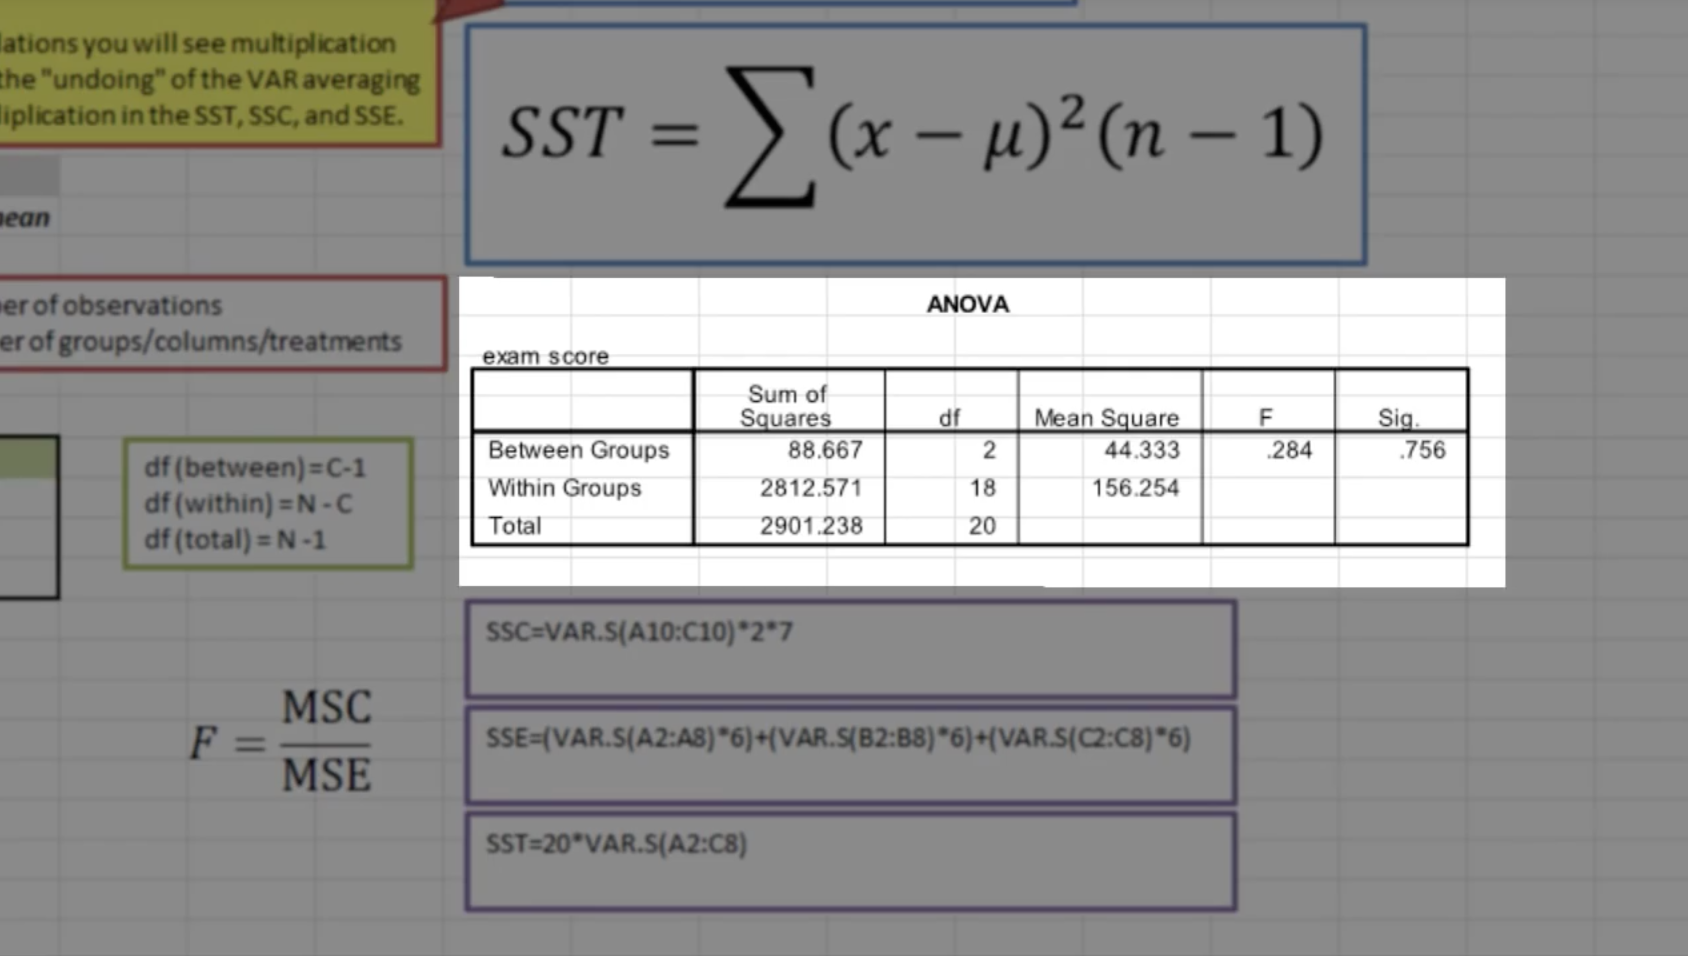 lations you will see multiplication
the "undoing" of the VAR averaging
iplication in the SST, SSC, and SSE.
SST = ∑(x − μ)²(n − 1)
mean
er of observations
er of groups/columns/treatments
ANOVA
exam score
Sum of Squares df Mean Square F Sig.
Between Groups 88.667 2 44.333 .284 .756
Within Groups 2812.571 18 156.254
Total 2901.238 20
df (between) = C-1
df (within) = N - C
df (total) = N -1
F = MSC / MSE
SSC=VAR.S(A10:C10)*2*7
SSE=(VAR.S(A2:A8)*6)+(VAR.S(B2:B8)*6)+(VAR.S(C2:C8)*6)
SST=20*VAR.S(A2:C8)